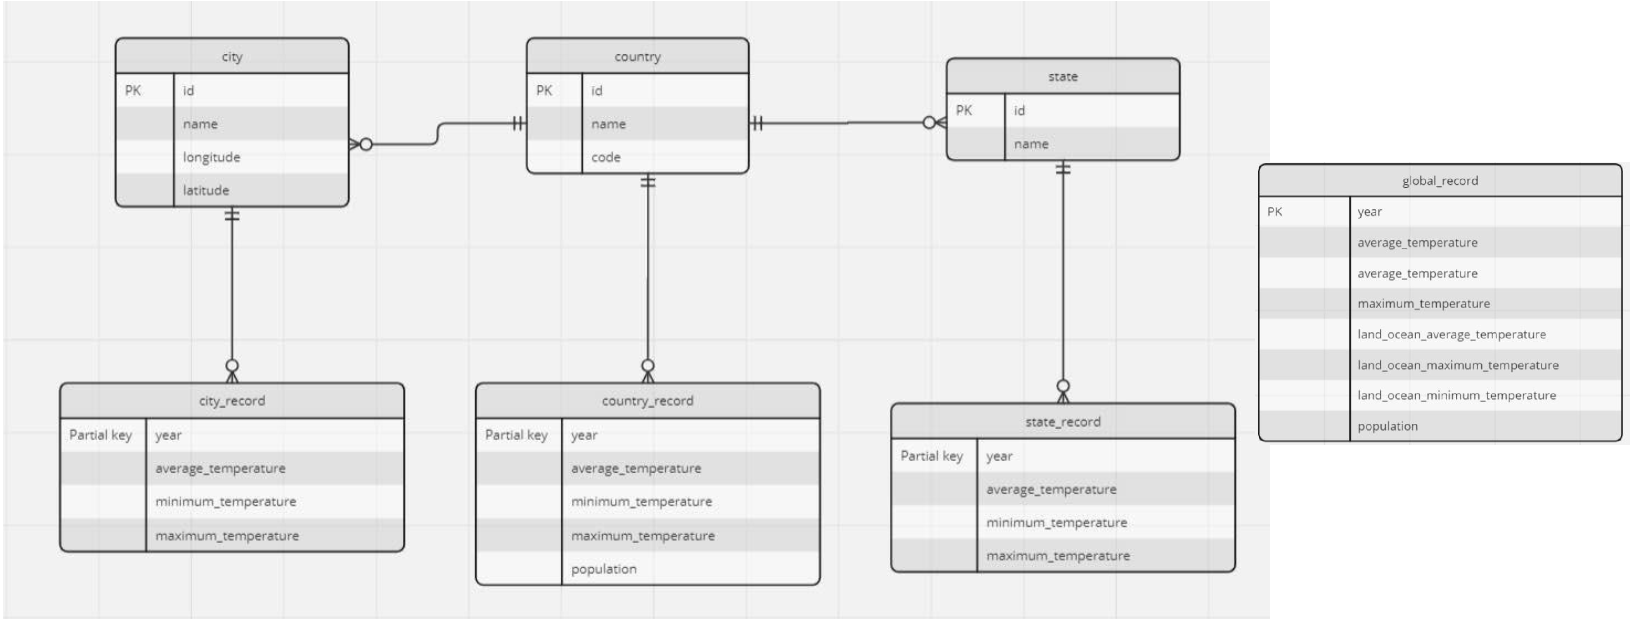 city
PK id
name
longitude
latitude
country
PK id
name
code
state
PK id
name
global_record
PK year
average_temperature
average_temperature
maximum_temperature
land_ocean_average_temperature
land_ocean_maximum_temperature
land_ocean_minimum_temperature
population
city_record
Partial key year
average_temperature
minimum_temperature
maximum_temperature
country_record
Partial key year
average_temperature
minimum_temperature
maximum_temperature
population
state_record
Partial key year
average_temperature
minimum_temperature
maximum_temperature